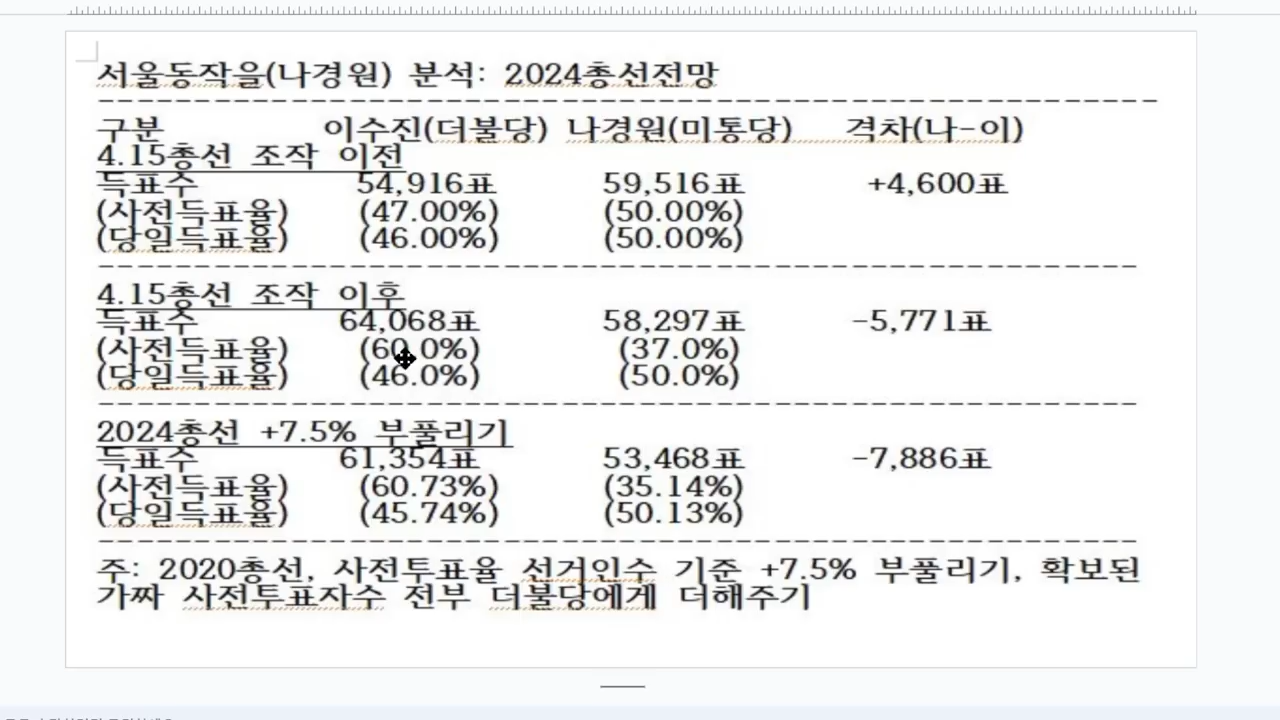 서울동작을(나경원) 분석: 2024총선전망
구분 이수진(더불당) 나경원(미통당) 격차(나-이)
4.15총선 조작 이전
득표수 54,916표 59,516표 +4,600표
(사전득표율) (47.00%) (50.00%)
(당일득표율) (46.00%) (50.00%)
4.15총선 조작 이후
득표수 64,068표 58,297표 -5,771표
(사전득표율) (60.0%) (37.0%)
(당일득표율) (46.0%) (50.0%)
2024총선 +7.5% 부풀리기
득표수 61,354표 53,468표 -7,886표
(사전득표율) (60.73%) (35.14%)
(당일득표율) (45.74%) (50.13%)
주: 2020총선, 사전투표율 선거인수 기준 +7.5% 부풀리기, 확보된
가짜 사전투표자수 전부 더불당에게 더해주기